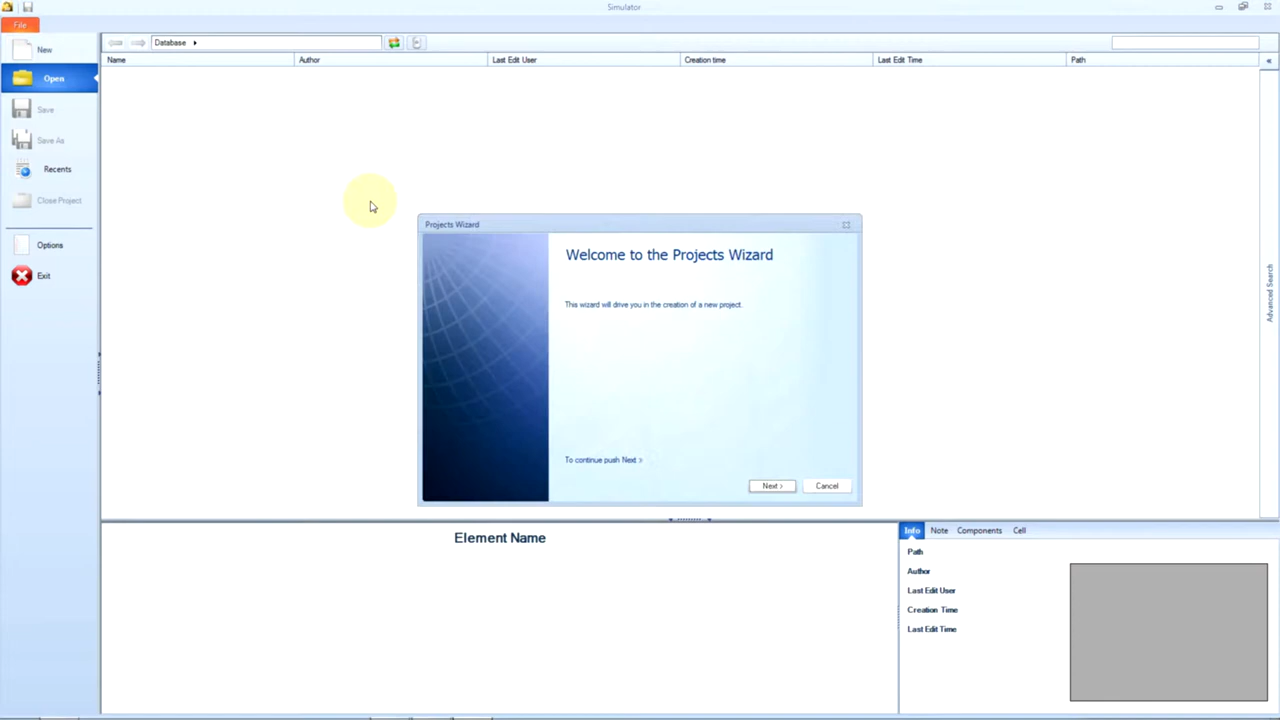 Simulator
File
New
Open
Save
Save As
Recents
Close Project
Options
Exit
Database
Name Author Last Edit User Creation time Last Edit Time Path «
Advanced Search
Projects Wizard
Welcome to the Projects Wizard
This wizard will drive you in the creation of a new project.
To continue push Next >
Next > Cancel
Element Name
Info Note Components Cell
Path
Author
Last Edit User
Creation Time
Last Edit Time